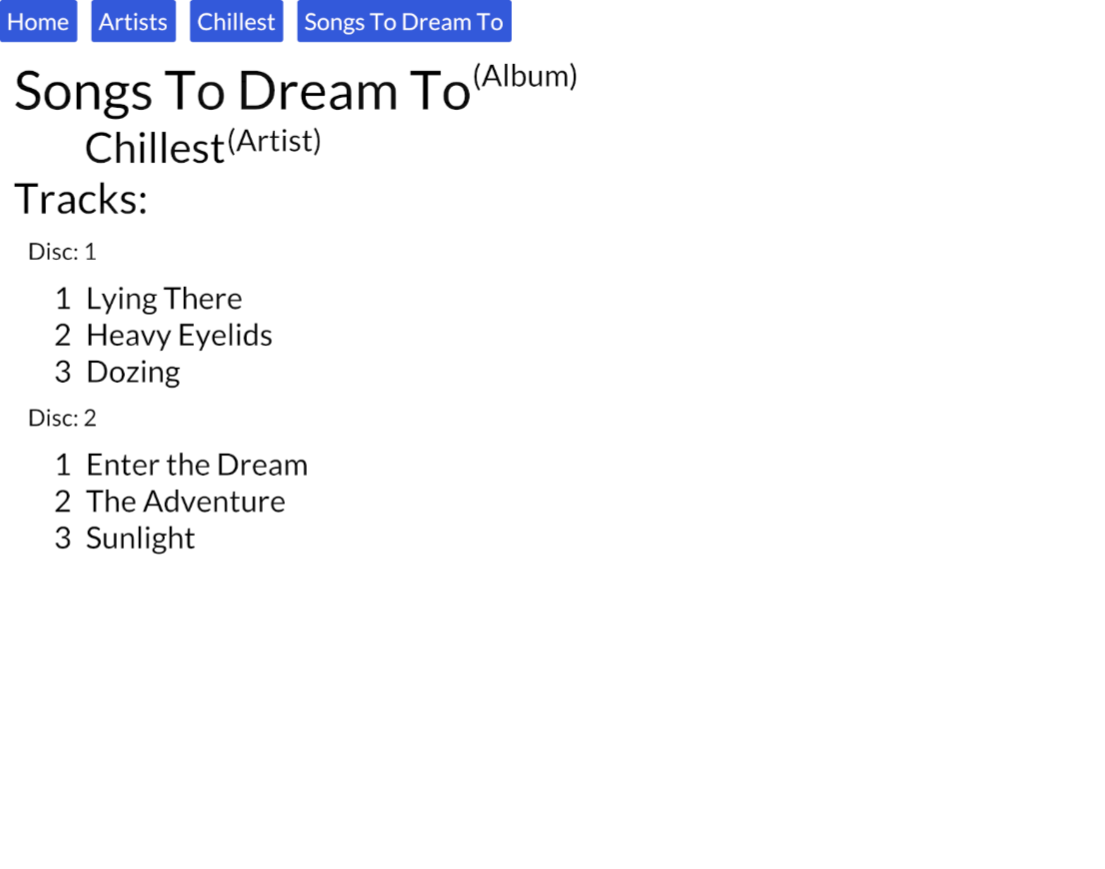 Home Artists Chillest Songs To Dream To
Songs To Dream To(Album)
Chillest(Artist)
Tracks:
Disc: 1
1 Lying There
2 Heavy Eyelids
3 Dozing
Disc: 2
1 Enter the Dream
2 The Adventure
3 Sunlight